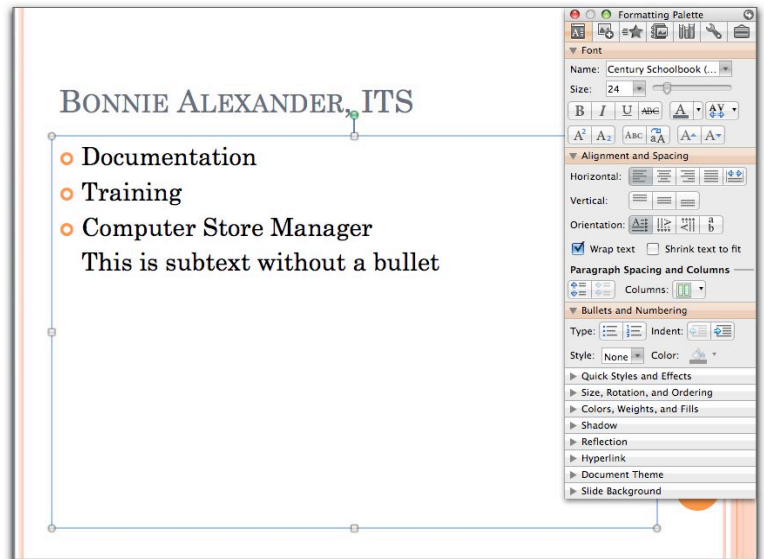 Formatting Palette
Font
Name: Century Schoolbook (...
Size: 24
B I U ABC A AV
A² A₂ ABC aA A A
Alignment and Spacing
Horizontal:
Vertical:
Orientation: A a b
Wrap text Shrink text to fit
Paragraph Spacing and Columns
Columns:
Bullets and Numbering
Type: Indent:
Style: None Color:
Quick Styles and Effects
Size, Rotation, and Ordering
Colors, Weights, and Fills
Shadow
Reflection
Hyperlink
Document Theme
Slide Background
BONNIE ALEXANDER, ITS
Documentation
Training
Computer Store Manager
This is subtext without a bullet